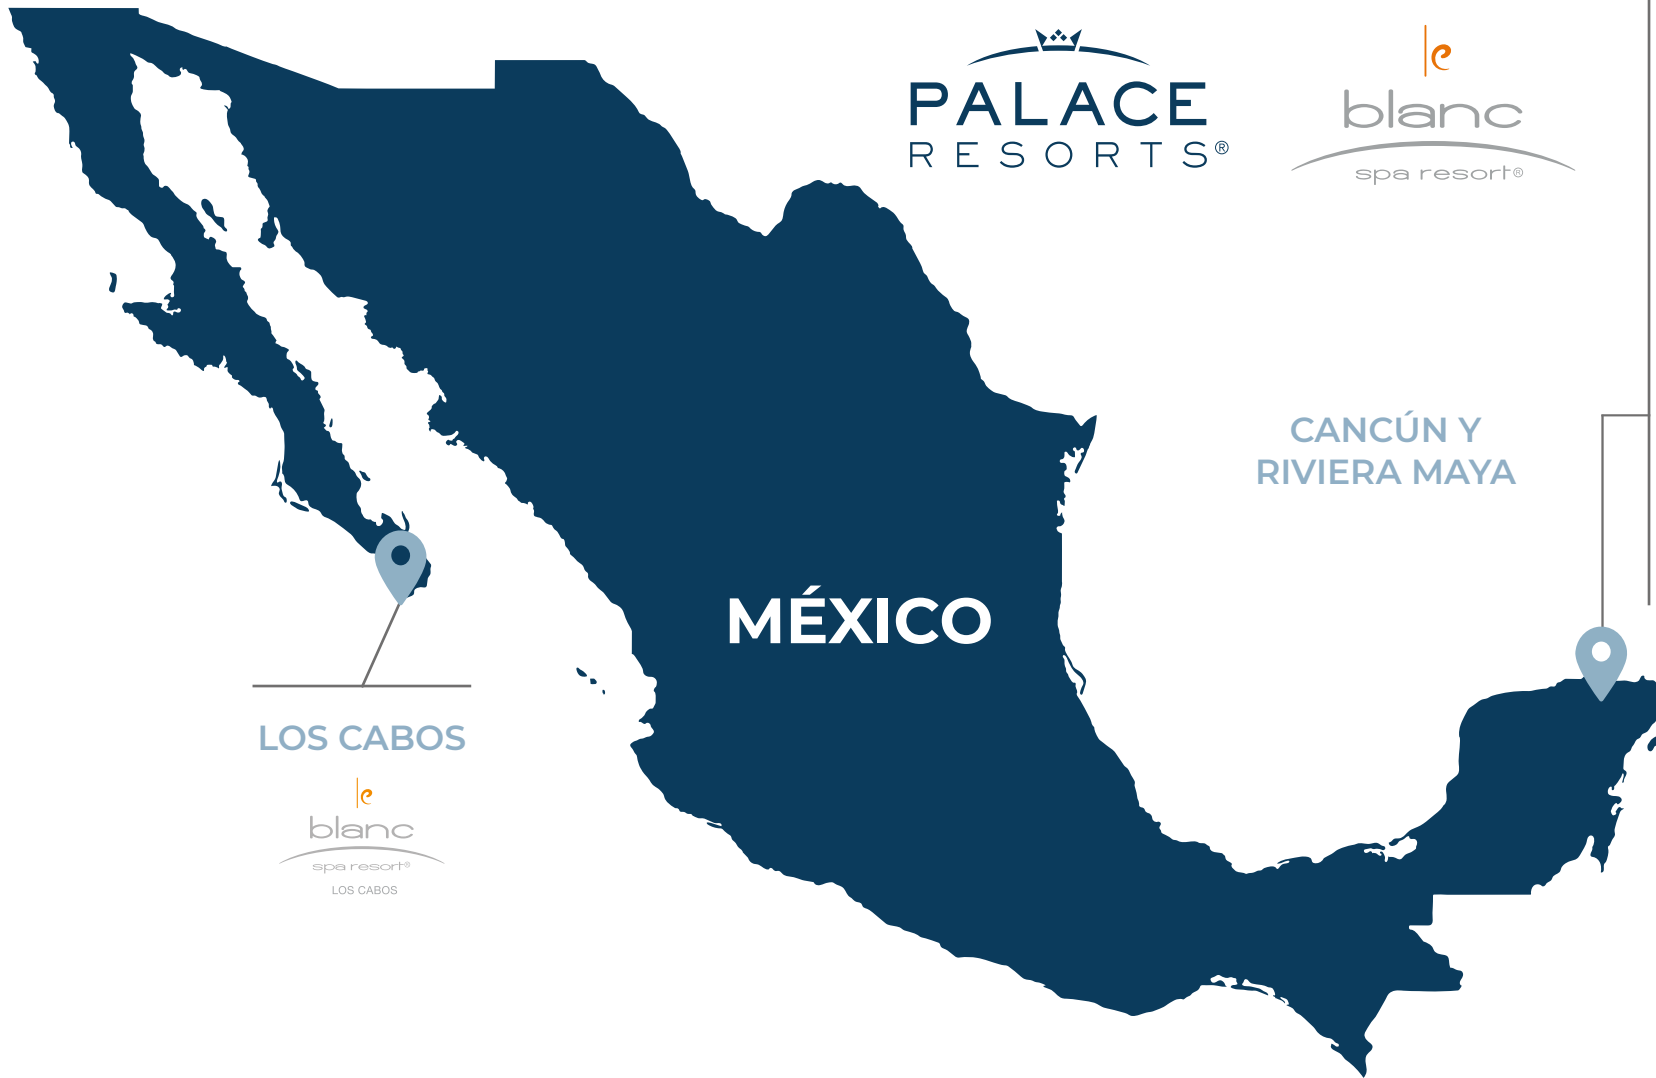 PALACE
RESORTS®
le
blanc
spa resort®
CANCÚN Y
RIVIERA MAYA
MÉXICO
LOS CABOS
le
blanc
spa resort®
LOS CABOS